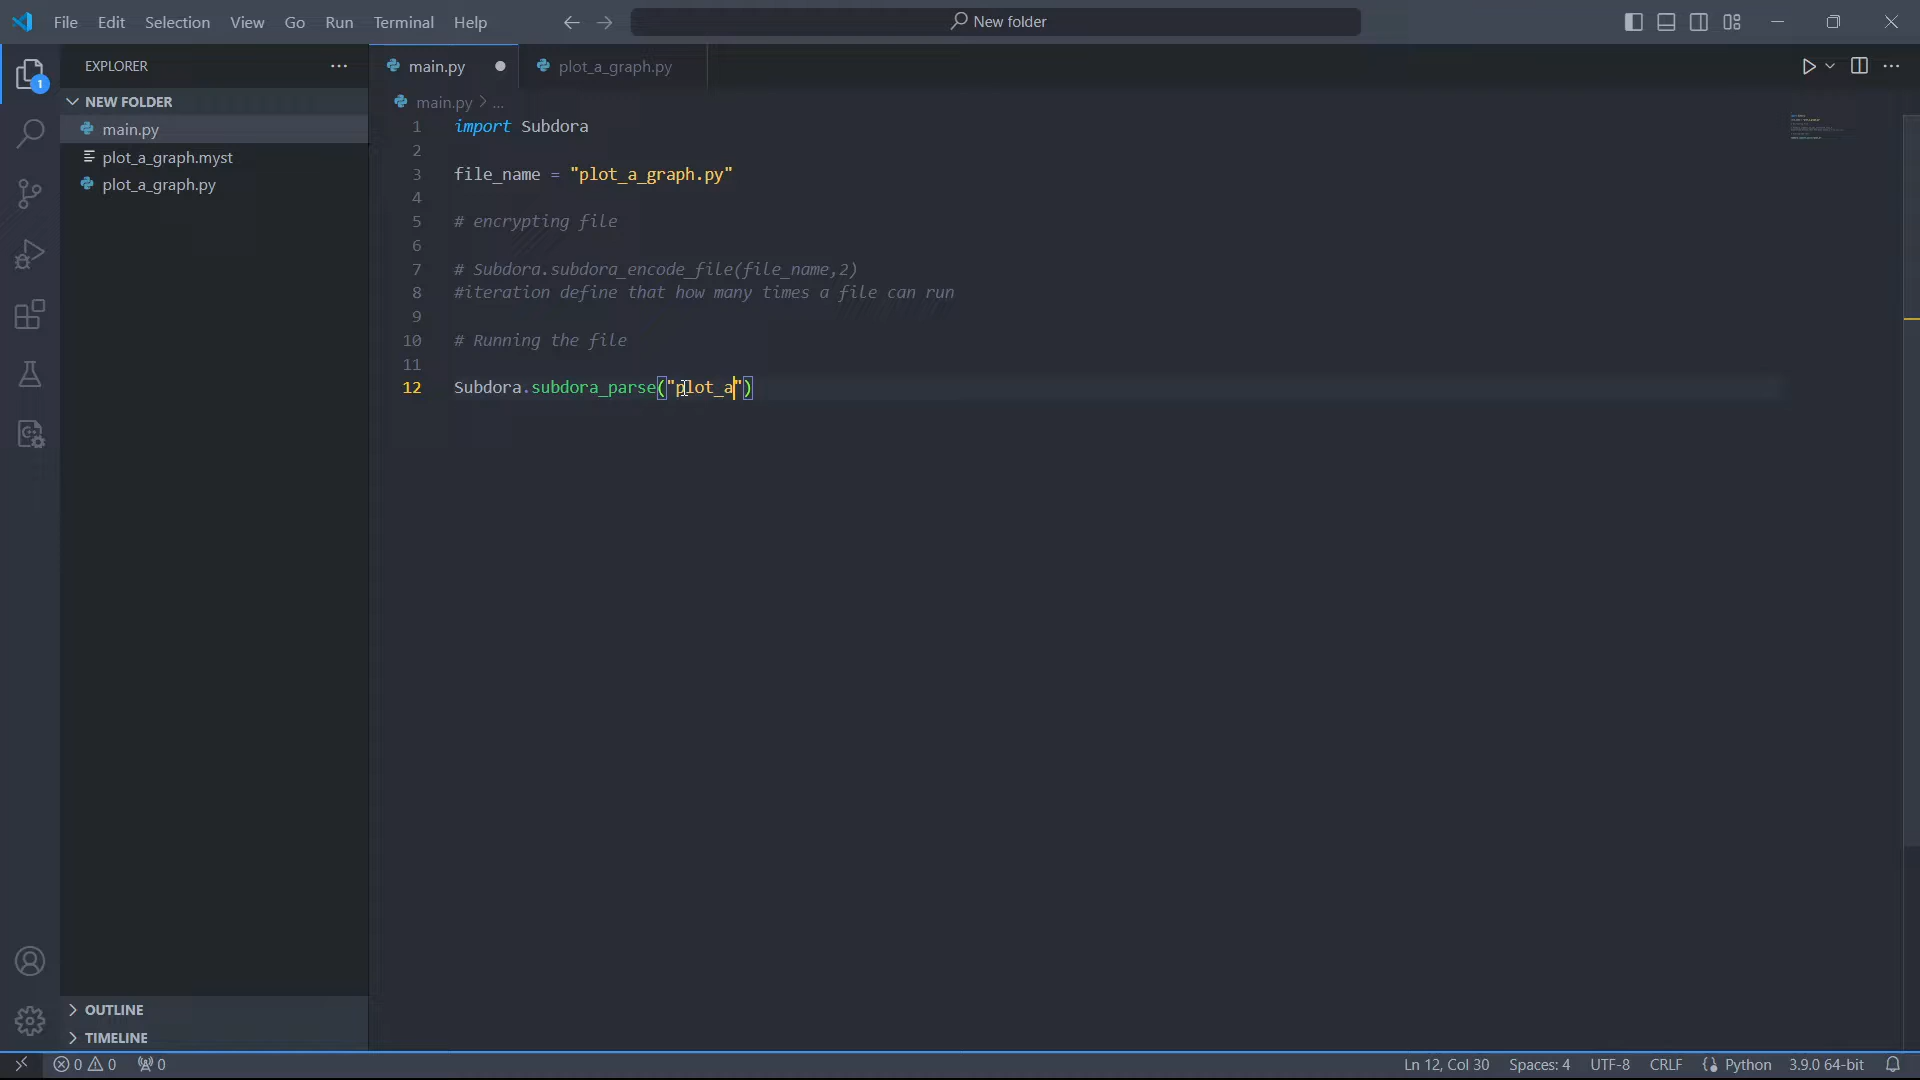 File Edit Selection View Go Run Terminal Help
New folder
EXPLORER
main.py
plot_a_graph.py
NEW FOLDER
main.py
plot_a_graph.myst
plot_a_graph.py
OUTLINE
TIMELINE
1
main.py > ...
1 import Subdora
2
3 file_name = "plot_a_graph.py"
4
5 # encrypting file
6
7 # Subdora.subdora_encode_file(file_name,2)
8 #iteration define that how many times a file can run
9
10 # Running the file
11
12 Subdora.subdora_parse("plot_a")
0 0 0
Ln 12, Col 30 Spaces: 4 UTF-8 CRLF Python 3.9.0 64-bit